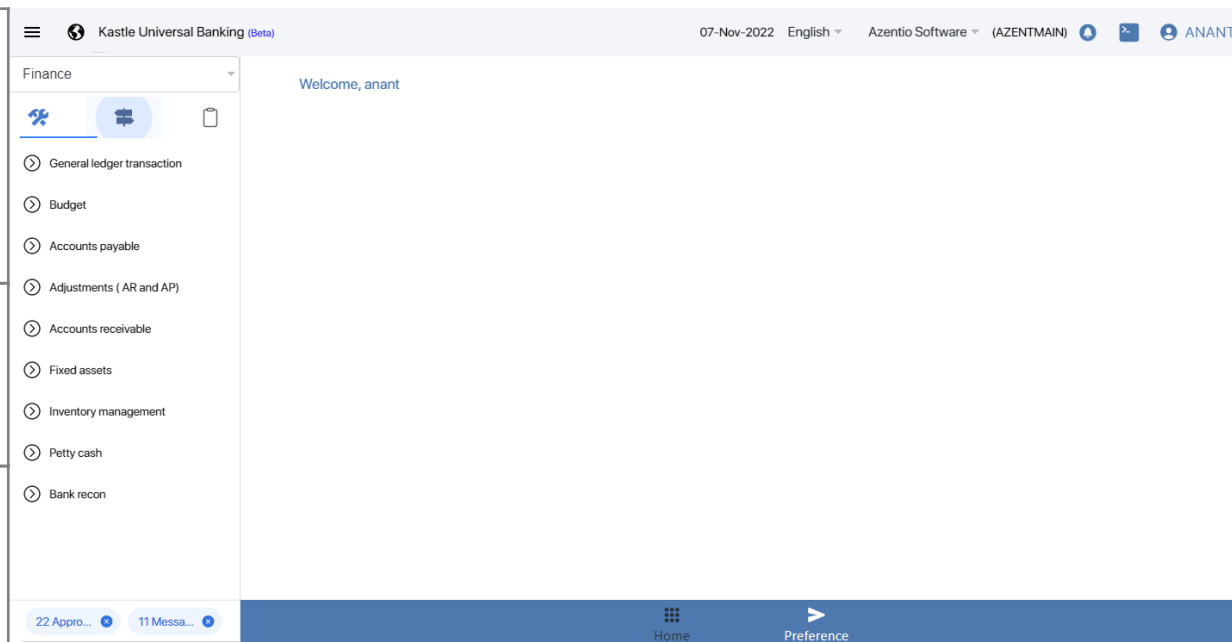 Kastle Universal Banking (Beta)
07-Nov-2022 English Azentio Software (AZENTMAIN) ANANT
Finance
Welcome, anant
General ledger transaction
Budget
Accounts payable
Adjustments ( AR and AP)
Accounts receivable
Fixed assets
Inventory management
Petty cash
Bank recon
22 Appro... 11 Messa...
Home Preference